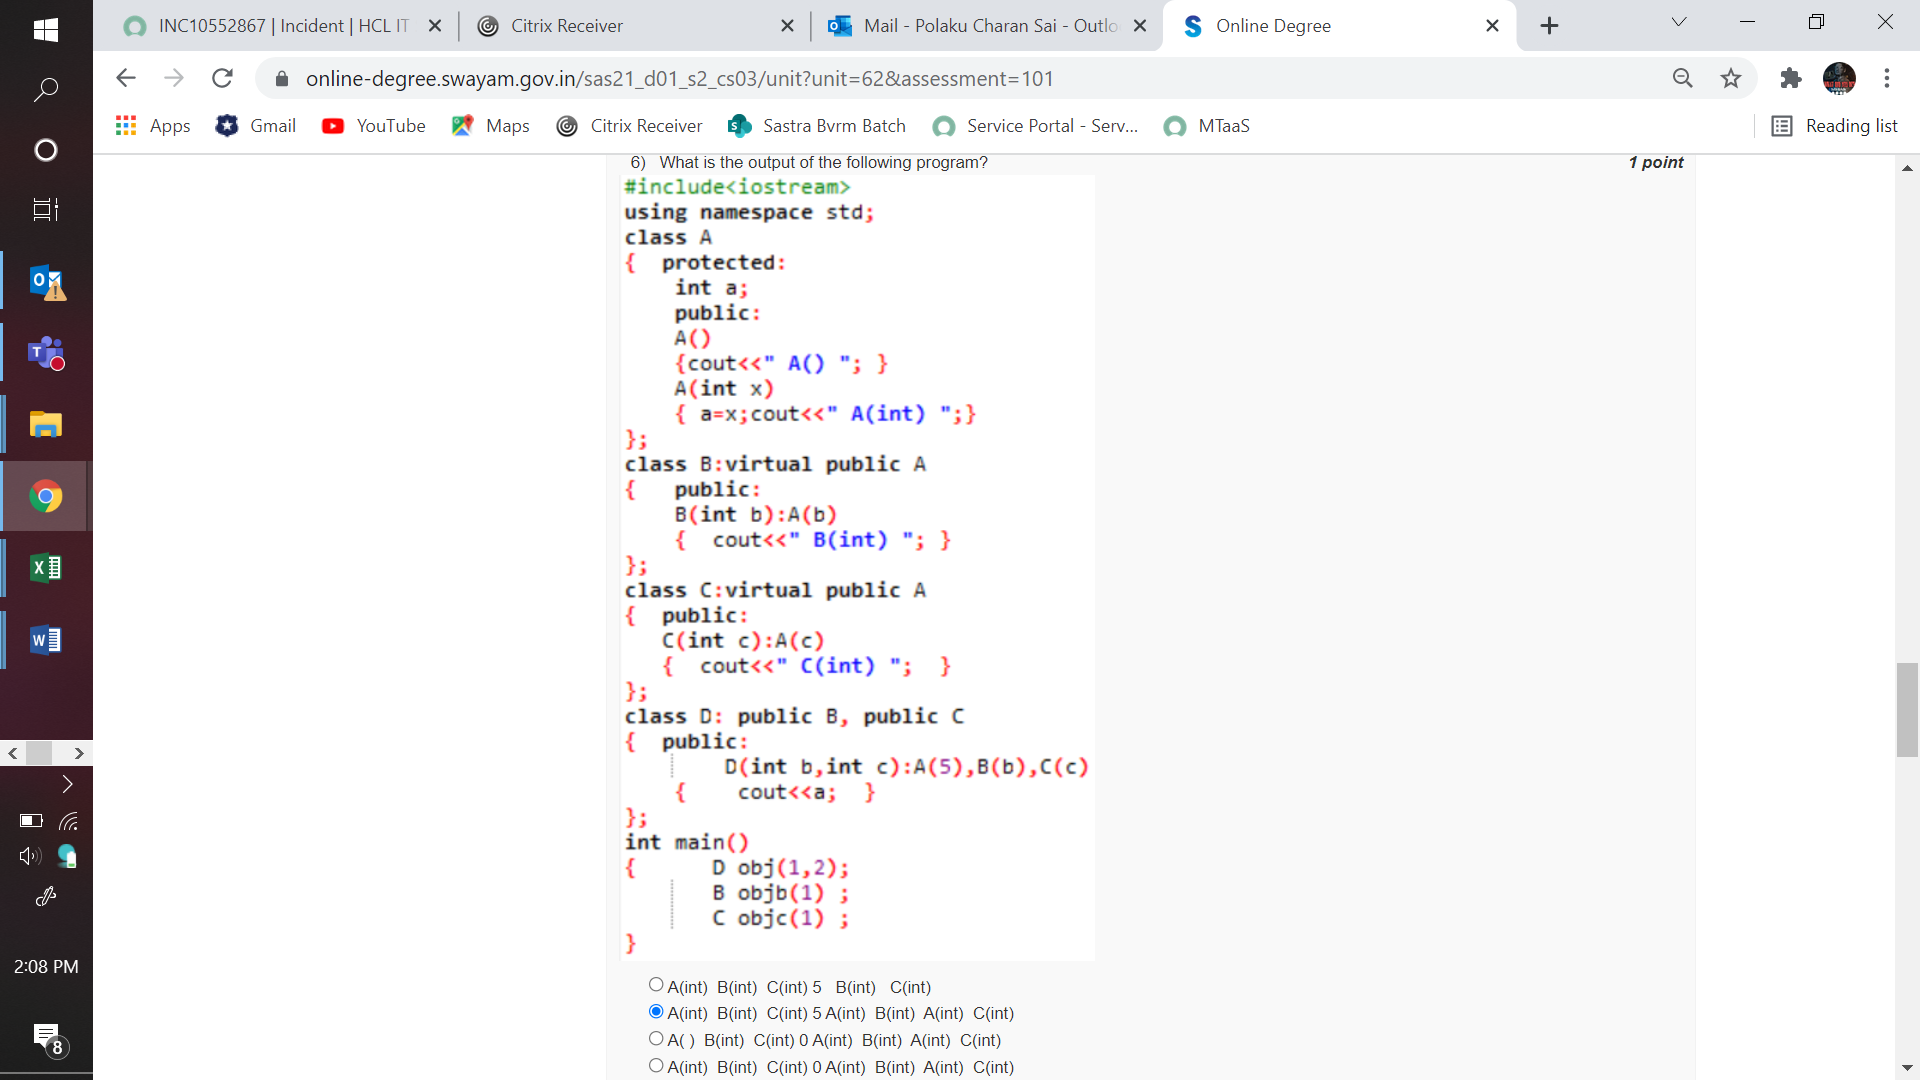 INC10552867 | Incident | HCL IT
Citrix Receiver
Mail - Polaku Charan Sai - Outlo
Online Degree
online-degree.swayam.gov.in/sas21_d01_s2_cs03/unit?unit=62&assessment=101
Apps Gmail YouTube Maps Citrix Receiver Sastra Bvrm Batch Service Portal - Serv... MTaaS Reading list
6) What is the output of the following program? 1 point
#include<iostream>
using namespace std;
class A
{ protected:
int a;
public:
A()
{cout<<" A() "; }
A(int x)
{ a=x;cout<<" A(int) ";}
};
class B:virtual public A
{ public:
B(int b):A(b)
{ cout<<" B(int) "; }
};
class C:virtual public A
{ public:
C(int c):A(c)
{ cout<<" C(int) "; }
};
class D: public B, public C
{ public:
D(int b,int c):A(5),B(b),C(c)
{ cout<<a; }
};
int main()
{ D obj(1,2);
B objb(1) ;
C objc(1) ;
}
A(int) B(int) C(int) 5 B(int) C(int)
A(int) B(int) C(int) 5 A(int) B(int) A(int) C(int)
A( ) B(int) C(int) 0 A(int) B(int) A(int) C(int)
A(int) B(int) C(int) 0 A(int) B(int) A(int) C(int)
2:08 PM
8